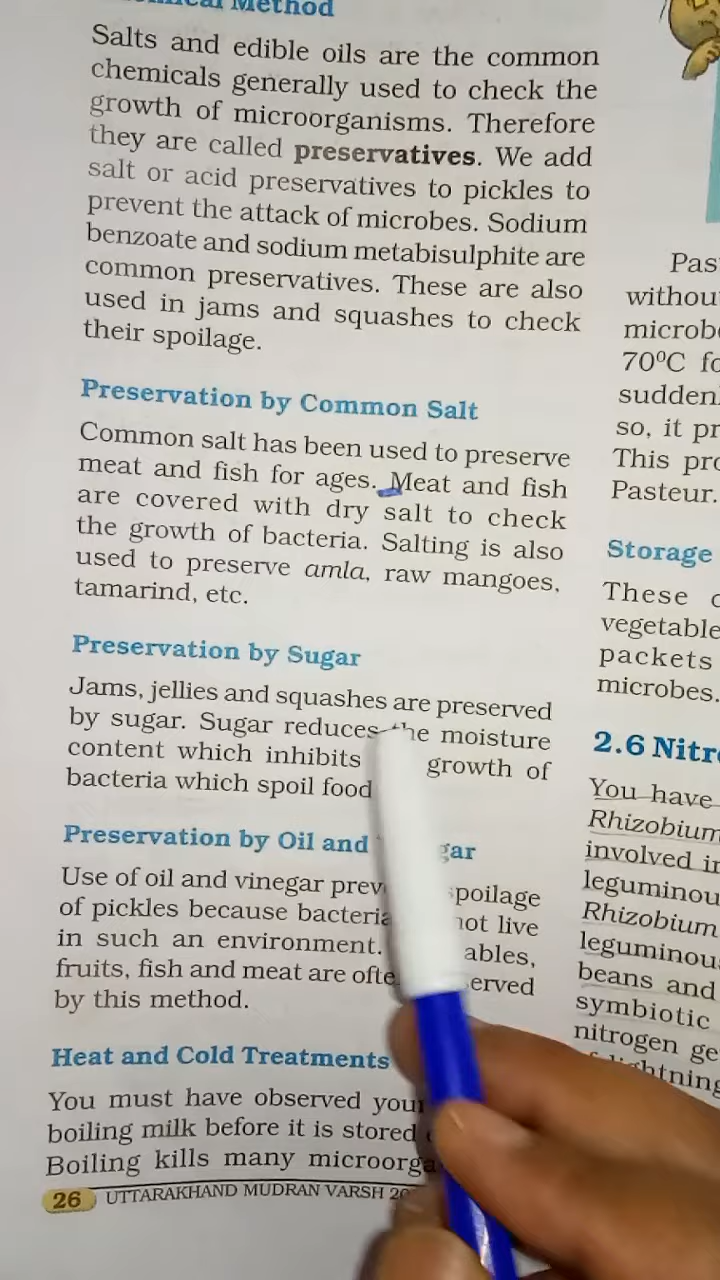 Method
Salts and edible oils are the common
chemicals generally used to check the
growth of microorganisms. Therefore
they are called preservatives. We add
salt or acid preservatives to pickles to
prevent the attack of microbes. Sodium
benzoate and sodium metabisulphite are
common preservatives. These are also
used in jams and squashes to check
their spoilage.
Preservation by Common Salt
Common salt has been used to preserve
meat and fish for ages. Meat and fish
are covered with dry salt to check
the growth of bacteria. Salting is also
used to preserve amla, raw mangoes,
tamarind, etc.
Preservation by Sugar
Jams, jellies and squashes are preserved
by sugar. Sugar reduces the moisture
content which inhibits growth of
bacteria which spoil food
Preservation by Oil and
Use of oil and vinegar spoilage
of pickles because bacteria not live
in such an environment.
fruits, fish and meat are
by this method.
Heat and Cold Treatments
You must have observed
boiling milk before it is stored
Boiling kills many
26 UTTARAKHAND MUDRAN VARSH
Pas
withou
microb
70°C fo
sudden
so, it pr
This pro
Pasteur.
Storage
These
vegetable
packets
microbes.
2.6 Nitr
You have
Rhizobium
involved in
leguminou
Rhizobium
leguminou
beans and
symbiotic
nitrogen ge